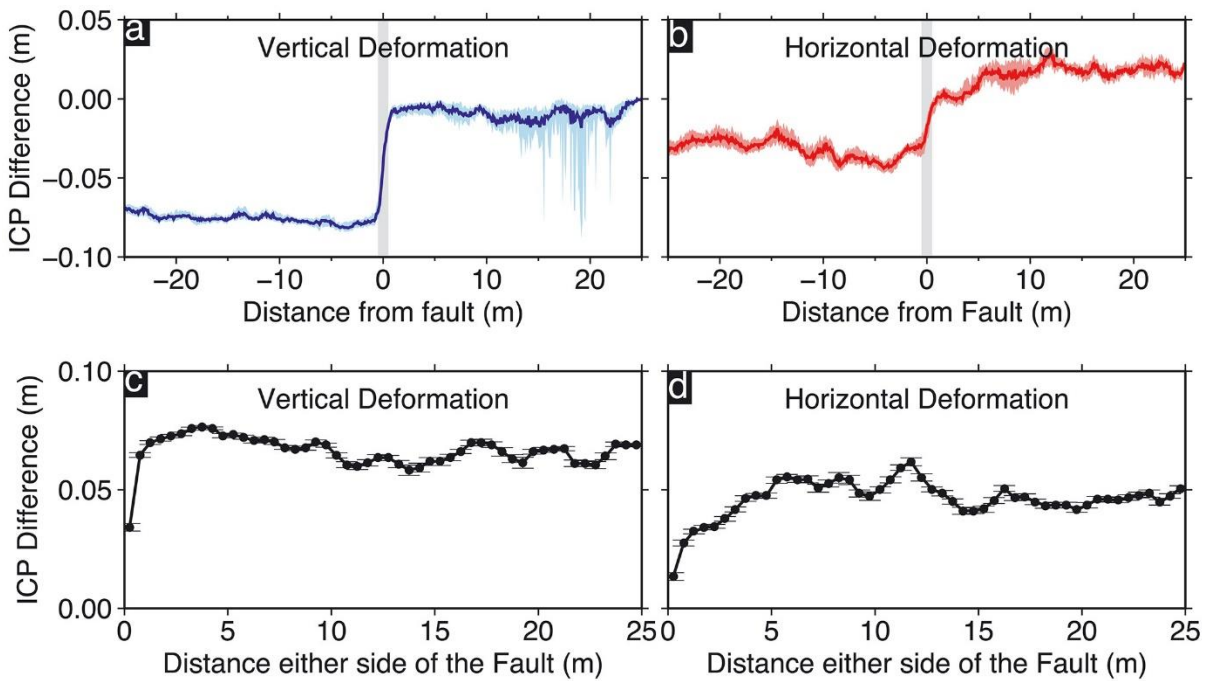 a
Vertical Deformation
0.05
0.00
−0.05
−0.10
ICP Difference (m)
−20 −10 0 10 20
Distance from fault (m)
b
Horizontal Deformation
−20 −10 0 10 20
Distance from Fault (m)
c
Vertical Deformation
0.10
0.05
0.00
ICP Difference (m)
0 5 10 15 20 25
Distance either side of the Fault (m)
d
Horizontal Deformation
0 5 10 15 20 25
Distance either side of the Fault (m)